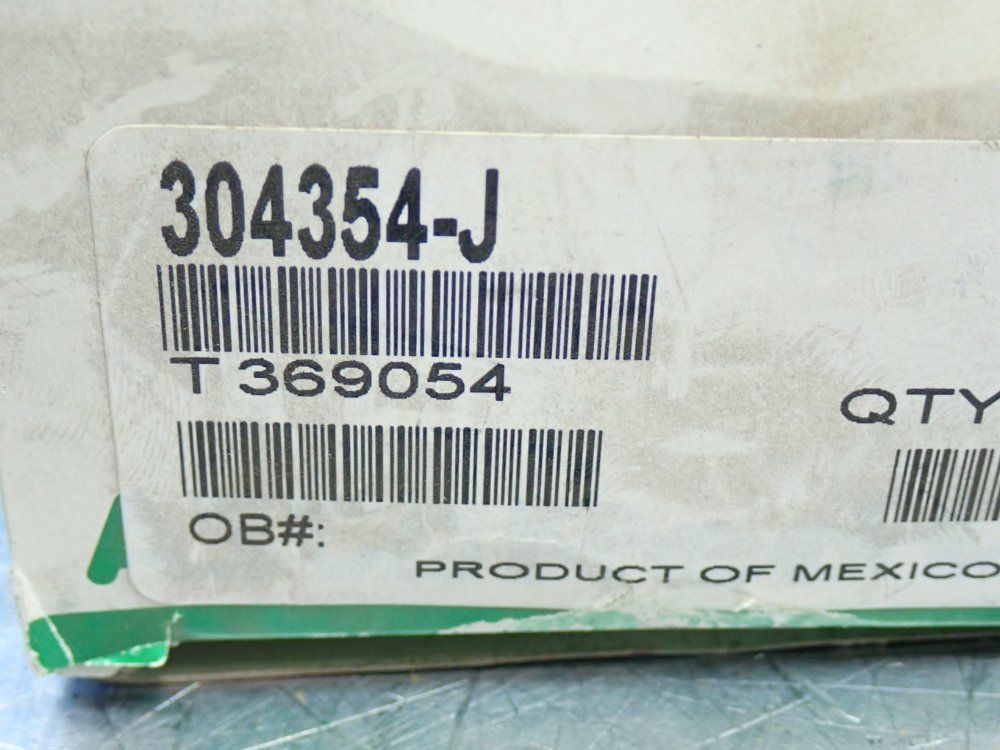 304354-J
T 369054
QTY
OB#:
PRODUCT OF MEXICO